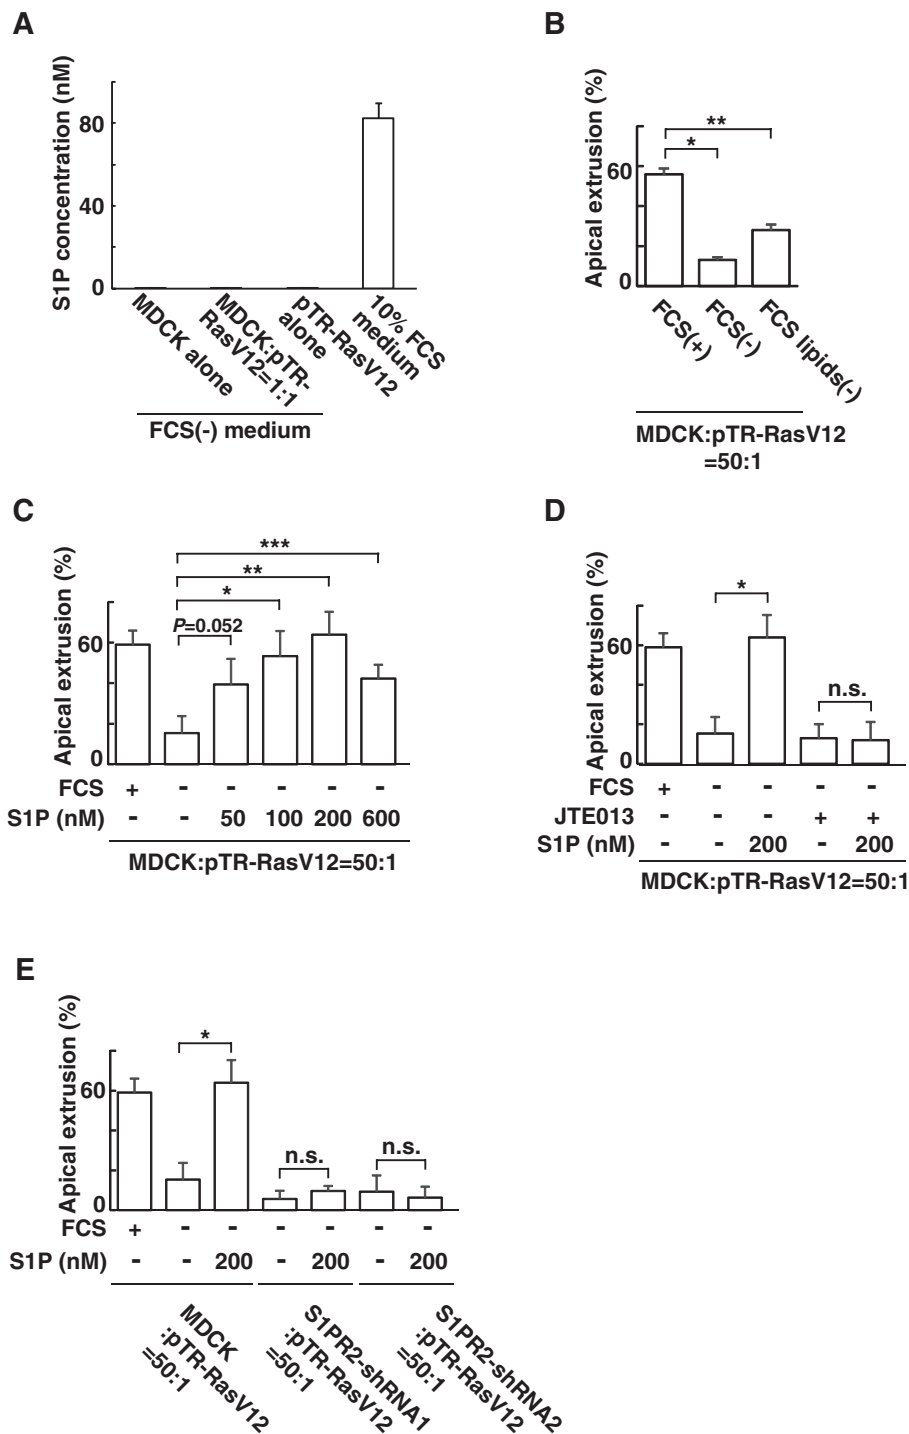 A
S1P concentration (nM)
80
40
0
MDCK alone
MDCK:pTR-
RasV12=1:1
pTR-RasV12
alone
10% FCS
medium
FCS(-) medium
B
Apical extrusion (%)
60
0
**
*
FCS(+)
FCS(-)
FCS lipids(-)
MDCK:pTR-RasV12
=50:1
C
Apical extrusion (%)
60
0
***
**
*
P=0.052
FCS + - - - - -
S1P (nM) - - 50 100 200 600
MDCK:pTR-RasV12=50:1
D
Apical extrusion (%)
60
0
*
n.s.
FCS + - - - -
JTE013 - - - + +
S1P (nM) - - 200 - 200
MDCK:pTR-RasV12=50:1
E
Apical extrusion (%)
60
0
*
n.s.
n.s.
FCS + - - - - - -
S1P (nM) - - 200 - 200 - 200
MDCK
:pTR-RasV12
=50:1
S1PR2-shRNA1
:pTR-RasV12
=50:1
S1PR2-shRNA2
:pTR-RasV12
=50:1